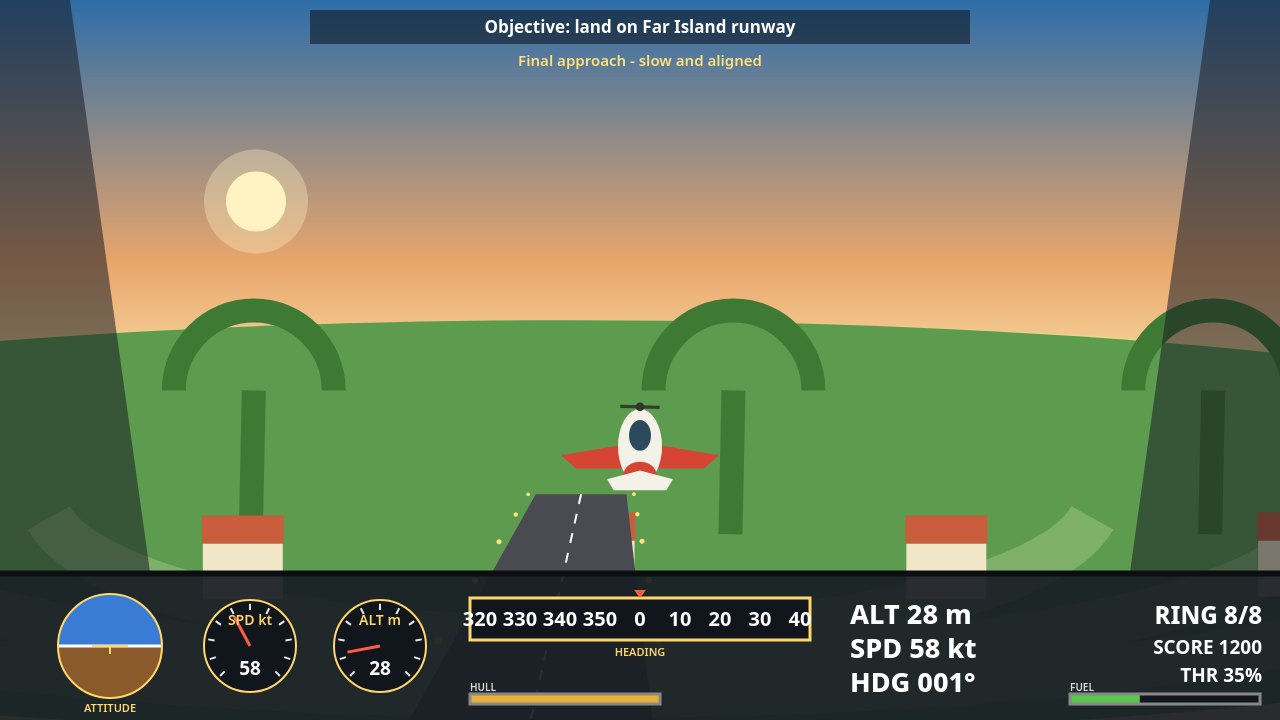 Objective: land on Far Island runway
Final approach - slow and aligned
SPD kt
58
ALT m
28
ATTITUDE
320 330 340 350 0 10 20 30 40
HEADING
HULL
ALT 28 m
SPD 58 kt
HDG 001°
RING 8/8
SCORE 1200
THR 35%
FUEL